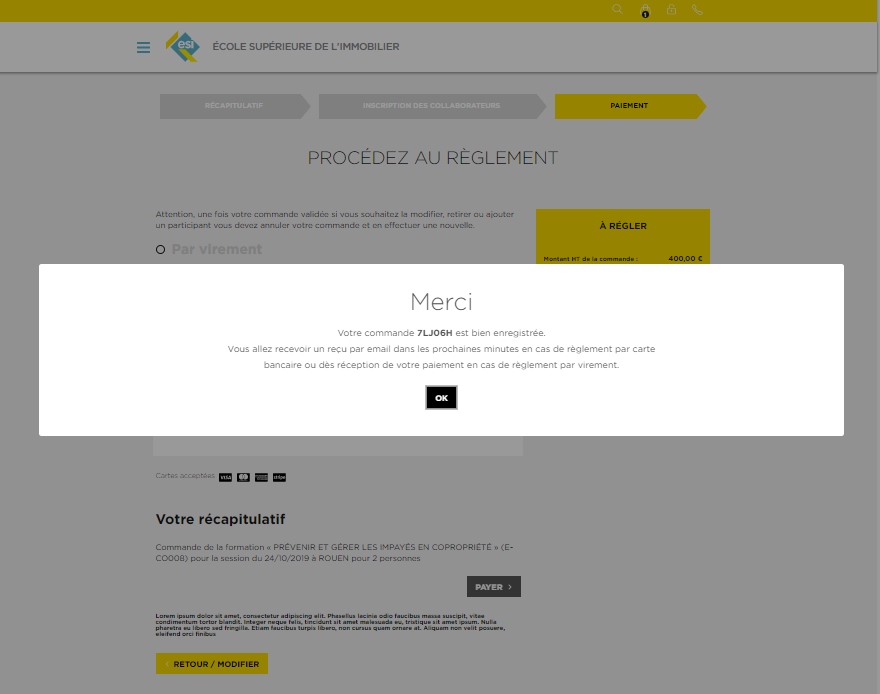 1
esi
ÉCOLE SUPÉRIEURE DE L'IMMOBILIER
RÉCAPITULATIF
INSCRIPTION DES COLLABORATEURS
PAIEMENT
PROCÉDEZ AU RÈGLEMENT
Attention, une fois votre commande validée si vous souhaitez la modifier, retirer ou ajouter
un participant vous devez annuler votre commande et en effectuer une nouvelle.
Par virement
À RÉGLER
Montant HT de la commande : 400,00 €
Merci
Votre commande 7LJ06H est bien enregistrée.
Vous allez recevoir un reçu par email dans les prochaines minutes en cas de règlement par carte
bancaire ou dès réception de votre paiement en cas de règlement par virement.
OK
Cartes acceptées VISA stripe
Votre récapitulatif
Commande de la formation « PRÉVENIR ET GÉRER LES IMPAYÉS EN COPROPRIÉTÉ » (E-
CO008) pour la session du 24/10/2019 à ROUEN pour 2 personnes
PAYER >
Lorem ipsum dolor sit amet, consectetur adipiscing elit. Phasellus lacinia odio faucibus massa suscipit, vitae
condimentum tortor blandit. Integer neque felis, tincidunt sit amet malesuada eu, tristique sit amet ipsum. Nulla
pharetra eu libero sed fringilla. Etiam faucibus turpis libero, non cursus quam ornare at. Aliquam non velit posuere,
eleifend orci finibus
RETOUR / MODIFIER